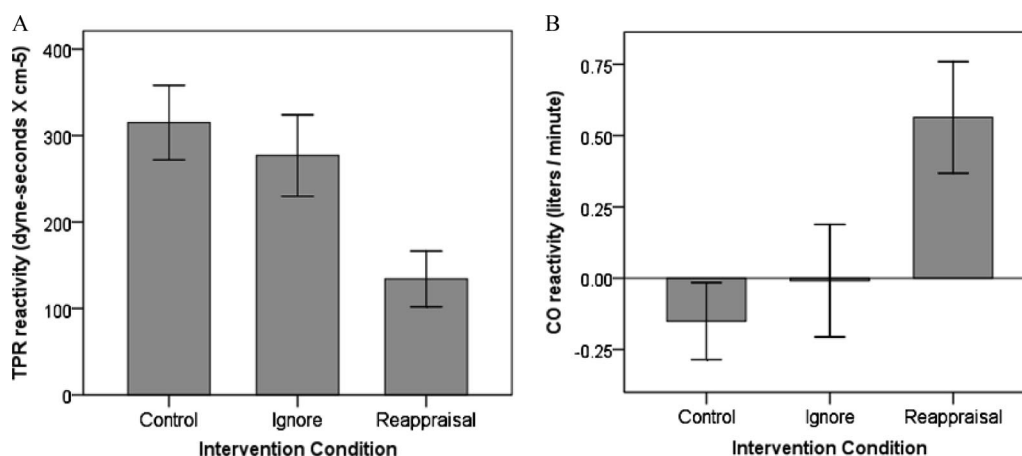 A
TPR reactivity (dyne-seconds X cm-5)
400
300
200
100
0
Control Ignore Reappraisal
Intervention Condition
B
CO reactivity (liters / minute)
0.75
0.50
0.25
0.00
-0.25
Control Ignore Reappraisal
Intervention Condition